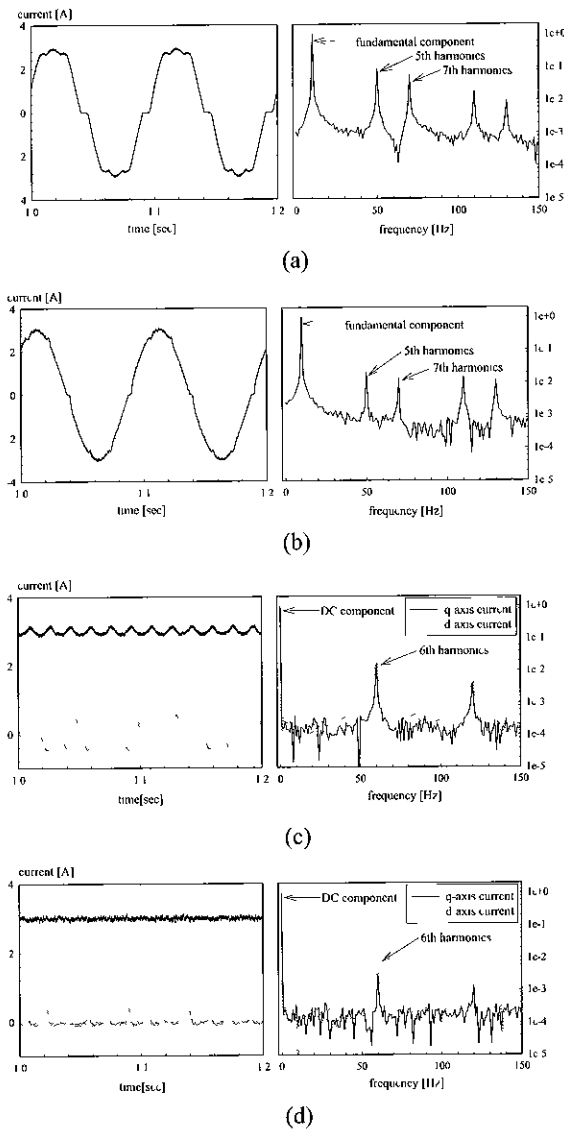 current [A]
4
2
0
2
4
1 0
1 1
1 2
time [sec]
fundamental component
5th harmonics
7th harmonics
1e+0
1e 1
1e-2
1e-3
1e-4
1e-5
0
50
100
150
frequency [Hz]
(a)
current [A]
4
2
0
2
-4
1 0
1 1
1 2
time [sec]
fundamental component
5th harmonics
7th harmonics
1e+0
1e 1
1e-2
1e-3
1e-4
1e 5
0
50
100
150
frequency [Hz]
(b)
current [A]
4
2
0
1 0
1 1
1 2
time[sec]
DC component
q axis current
d axis current
6th harmonics
1e+0
1e 1
1e-2
1e-3
1e-4
1e-5
0
50
100
150
frequency [Hz]
(c)
current [A]
4
2
0
1 0
1 1
1 2
time[sec]
DC component
q-axis current
d axis current
6th harmonics
1e+0
1e-1
1e-2
1e-3
1e-4
1e 5
0
50
100
150
frequency [Hz]
(d)